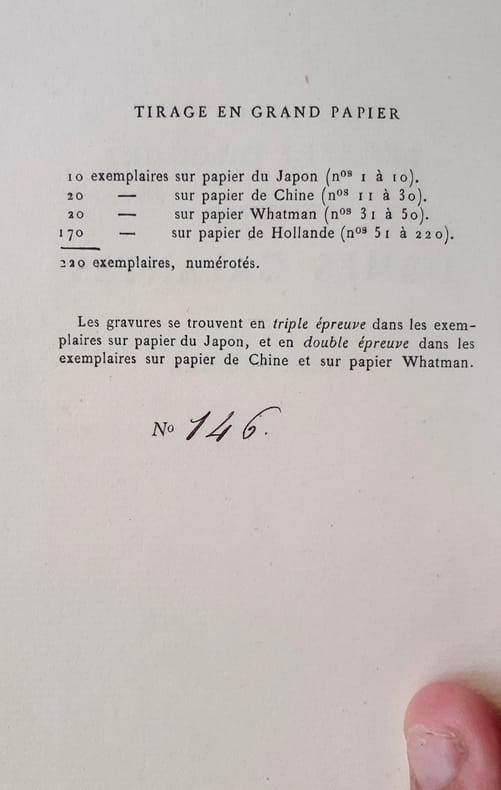 TIRAGE EN GRAND PAPIER
10 exemplaires sur papier du Japon (nos 1 à 10).
20 — sur papier de Chine (nos 11 à 30).
20 — sur papier Whatman (nos 31 à 50).
170 — sur papier de Hollande (nos 51 à 220).
220 exemplaires, numérotés.
Les gravures se trouvent en triple épreuve dans les exem-
plaires sur papier du Japon, et en double épreuve dans les
exemplaires sur papier de Chine et sur papier Whatman.
No 146.